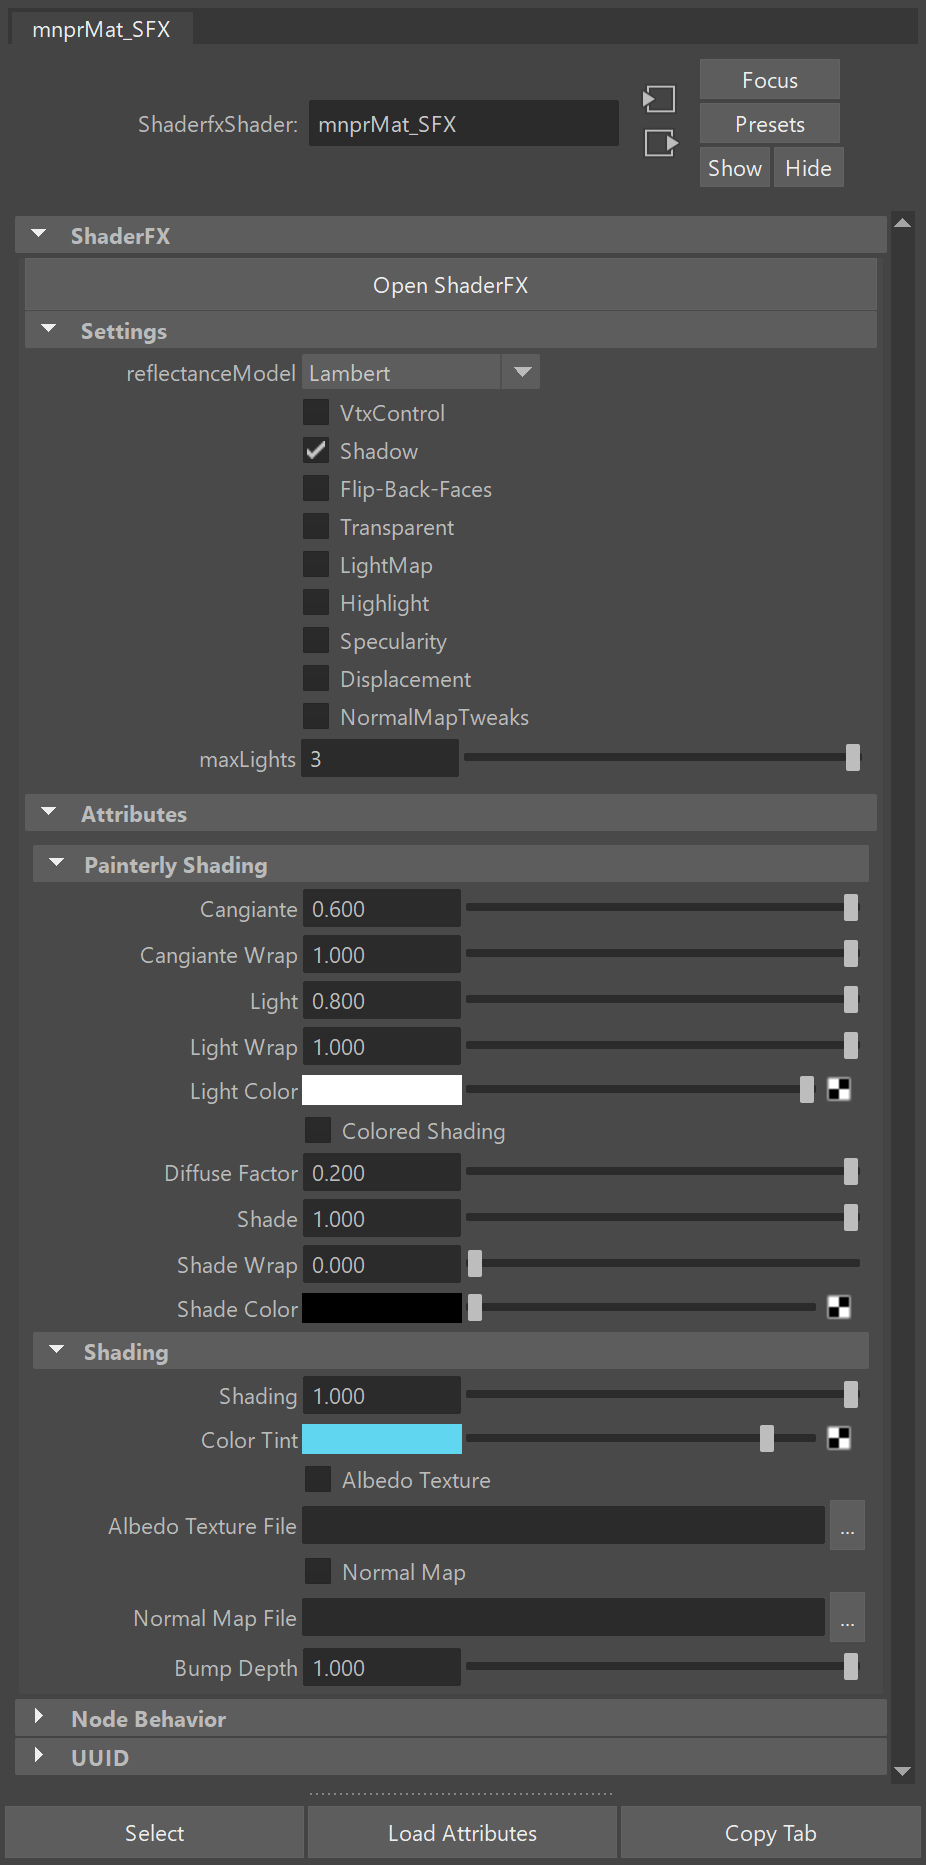 mnprMat_SFX
Focus
ShaderfxShader: mnprMat_SFX
Presets
Show Hide
ShaderFX
Open ShaderFX
Settings
reflectanceModel Lambert
VtxControl
Shadow
Flip-Back-Faces
Transparent
LightMap
Highlight
Specularity
Displacement
NormalMapTweaks
maxLights 3
Attributes
Painterly Shading
Cangiante 0.600
Cangiante Wrap 1.000
Light 0.800
Light Wrap 1.000
Light Color
Colored Shading
Diffuse Factor 0.200
Shade 1.000
Shade Wrap 0.000
Shade Color
Shading
Shading 1.000
Color Tint
Albedo Texture
Albedo Texture File ...
Normal Map
Normal Map File ...
Bump Depth 1.000
Node Behavior
UUID
Select Load Attributes Copy Tab